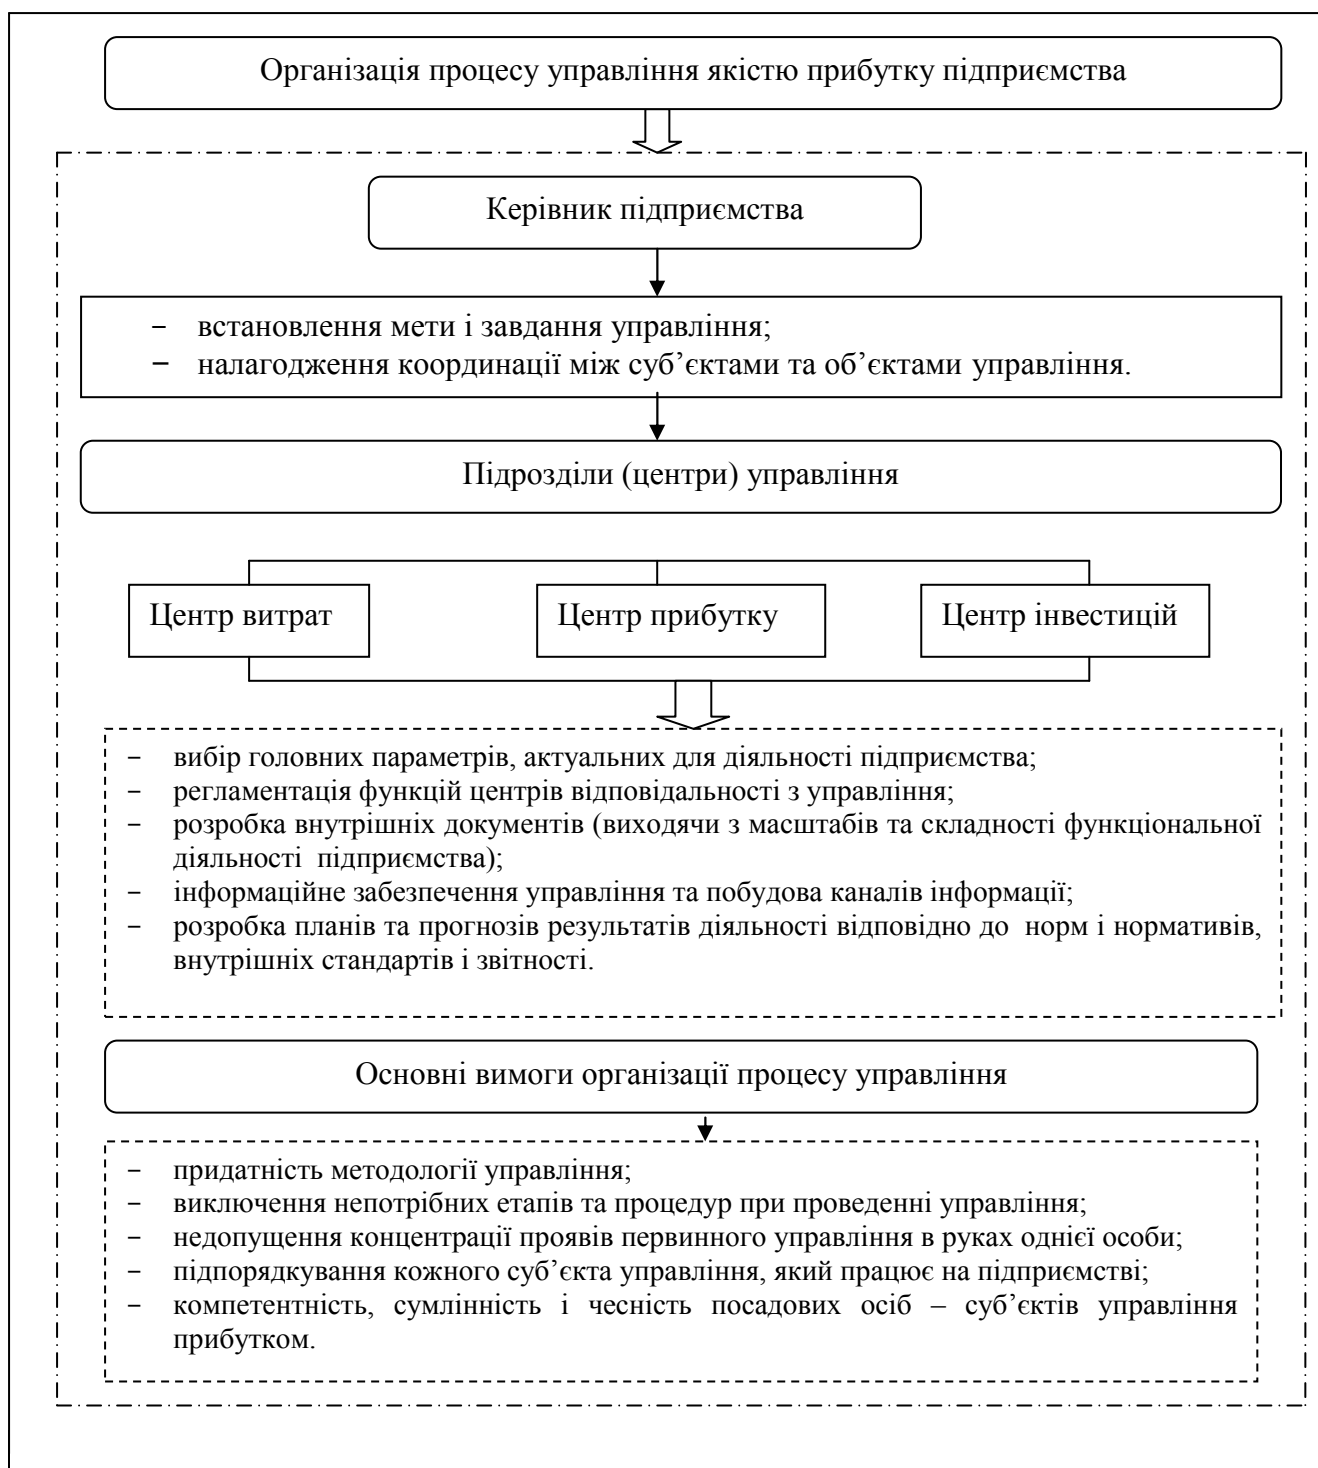 Організація процесу управління якістю прибутку підприємства
Керівник підприємства
− встановлення мети і завдання управління;
− налагодження координації між суб’єктами та об’єктами управління.
Підрозділи (центри) управління
Центр витрат
Центр прибутку
Центр інвестицій
− вибір головних параметрів, актуальних для діяльності підприємства;
− регламентація функцій центрів відповідальності з управління;
− розробка внутрішніх документів (виходячи з масштабів та складності функціональної
діяльності підприємства);
− інформаційне забезпечення управління та побудова каналів інформації;
− розробка планів та прогнозів результатів діяльності відповідно до норм і нормативів,
внутрішніх стандартів і звітності.
Основні вимоги організації процесу управління
− придатність методології управління;
− виключення непотрібних етапів та процедур при проведенні управління;
− недопущення концентрації проявів первинного управління в руках однієї особи;
− підпорядкування кожного суб’єкта управління, який працює на підприємстві;
− компетентність, сумлінність і чесність посадових осіб – суб’єктів управління
прибутком.